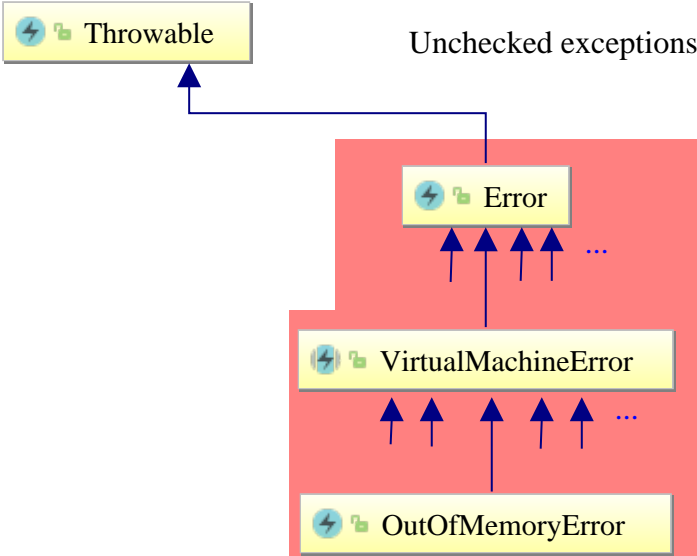 Throwable
Unchecked exceptions
Error
...
VirtualMachineError
...
OutOfMemoryError